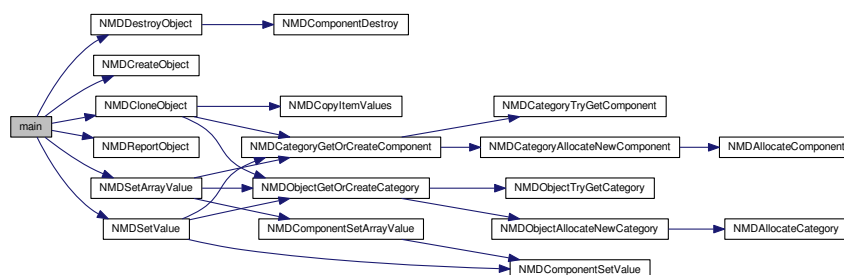 NMDDestroyObject
NMDComponentDestroy
NMDCreateObject
NMDCloneObject
NMDCopyItemValues
NMDCategoryTryGetComponent
main
NMDReportObject
NMDCategoryGetOrCreateComponent
NMDCategoryAllocateNewComponent
NMDAllocateComponent
NMDSetArrayValue
NMDObjectGetOrCreateCategory
NMDObjectTryGetCategory
NMDSetValue
NMDComponentSetArrayValue
NMDObjectAllocateNewCategory
NMDAllocateCategory
NMDComponentSetValue